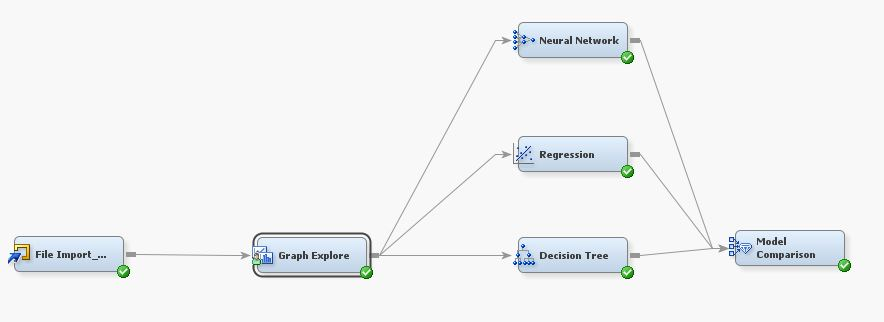 Neural Network
Regression
File Import_...
Graph Explore
Decision Tree
Model
Comparison